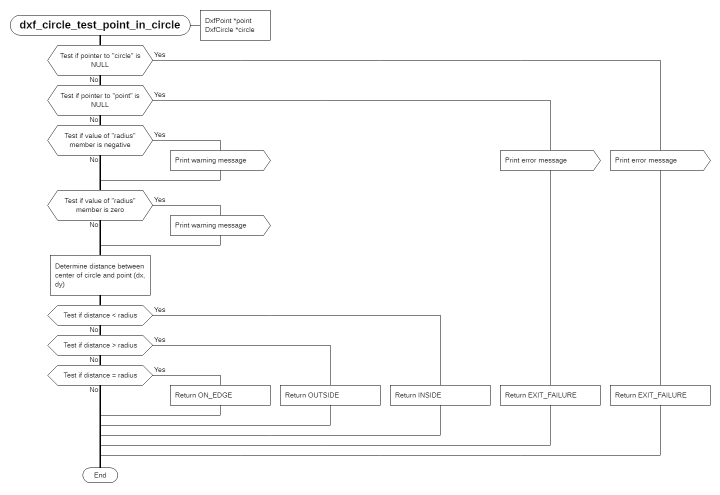 dxf_circle_test_point_in_circle
DxfPoint *point
DxfCircle *circle
Test if pointer to "circle" is
NULL
Yes
No
Test if pointer to "point" is
NULL
Yes
No
Test if value of "radius"
member is negative
Yes
No
Print warning message
Print error message
Print error message
Test if value of "radius"
member is zero
Yes
No
Print warning message
Determine distance between
center of circle and point (dx,
dy)
Test if distance < radius
Yes
No
Test if distance > radius
Yes
No
Test if distance = radius
Yes
No
Return ON_EDGE
Return OUTSIDE
Return INSIDE
Return EXIT_FAILURE
Return EXIT_FAILURE
End